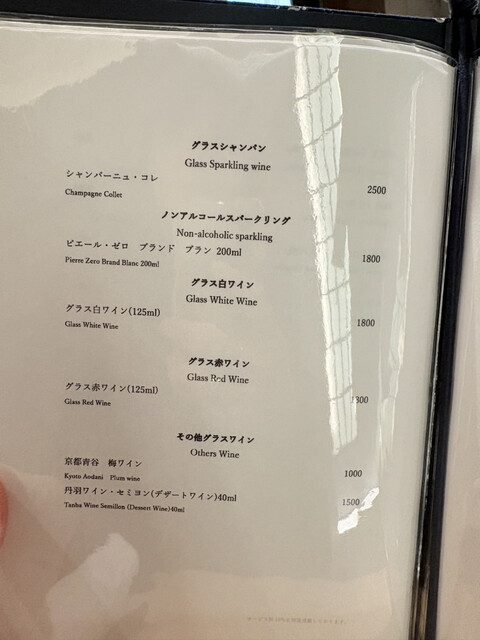 グラスシャンパン
Glass Sparkling wine
シャンパーニュ・コレ
Champagne Collet
2500
ノンアルコールスパークリング
Non-alcoholic sparkling
ピエール・ゼロ ブランド ブラン 200ml
Pierre Zero Brand Blanc 200ml
1800
グラス白ワイン
Glass White Wine
グラス白ワイン(125ml)
Glass White Wine
1800
グラス赤ワイン
Glass Red Wine
グラス赤ワイン(125ml)
Glass Red Wine
その他グラスワイン
Others Wine
京都青谷 梅ワイン
Kyoto Aodani Plum wine
1000
丹羽ワイン・セミヨン(デザートワイン)40ml
Tanba Wine Semillon (Dessert Wine)40ml
1500